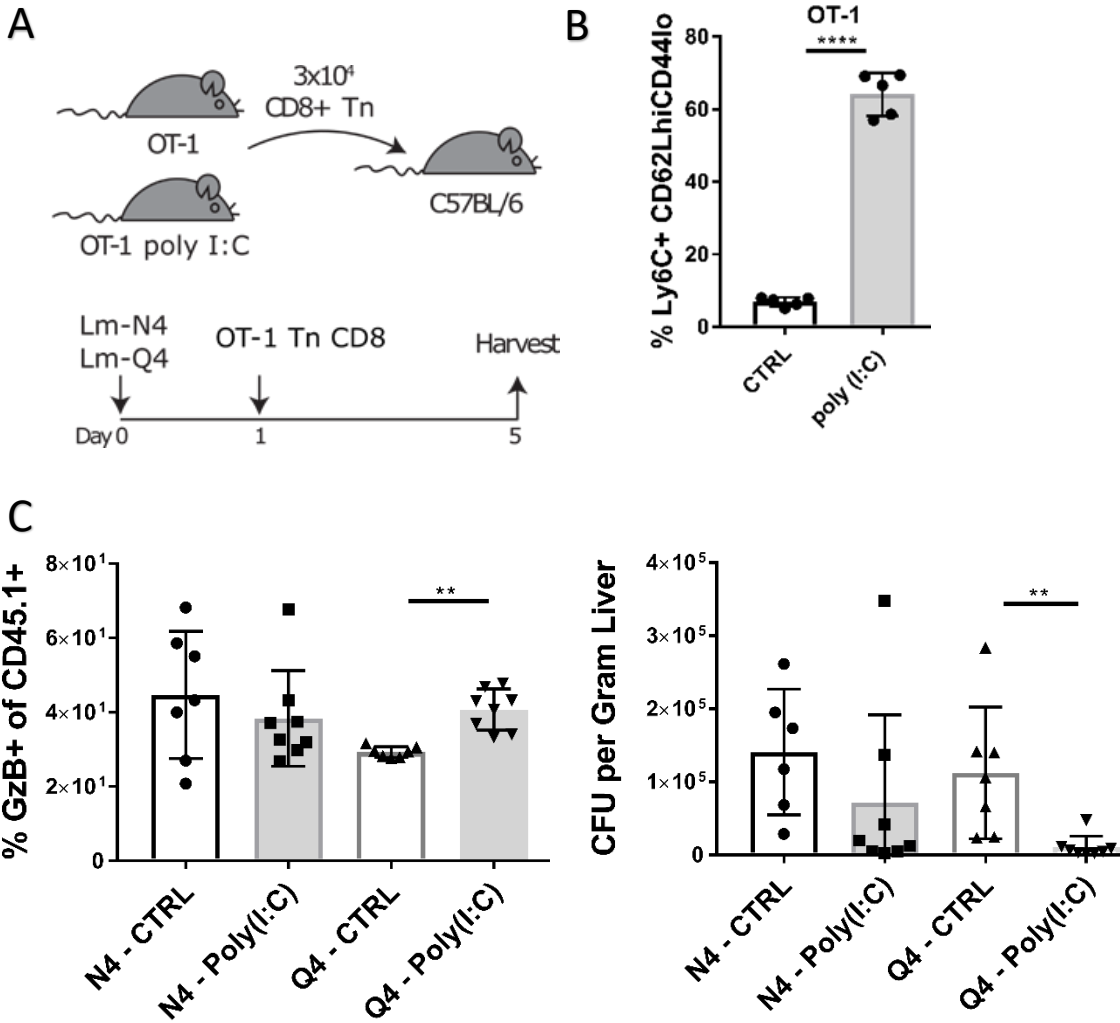 A
3x10⁴
CD8+ Tn
OT-1
C57BL/6
OT-1 poly I:C
Lm-N4
Lm-Q4
OT-1 Tn CD8
Harvest
Day 0
1
5
B
OT-1
****
% Ly6C+ CD62LhiCD44lo
80
60
40
20
0
CTRL
poly (I:C)
C
% GzB+ of CD45.1+
8×10¹
6×10¹
4×10¹
2×10¹
0
**
N4 - CTRL
N4 - Poly(I:C)
Q4 - CTRL
Q4 - Poly(I:C)
CFU per Gram Liver
4×10⁵
3×10⁵
2×10⁵
1×10⁵
0
**
N4 - CTRL
N4 - Poly(I:C)
Q4 - CTRL
Q4 - Poly(I:C)